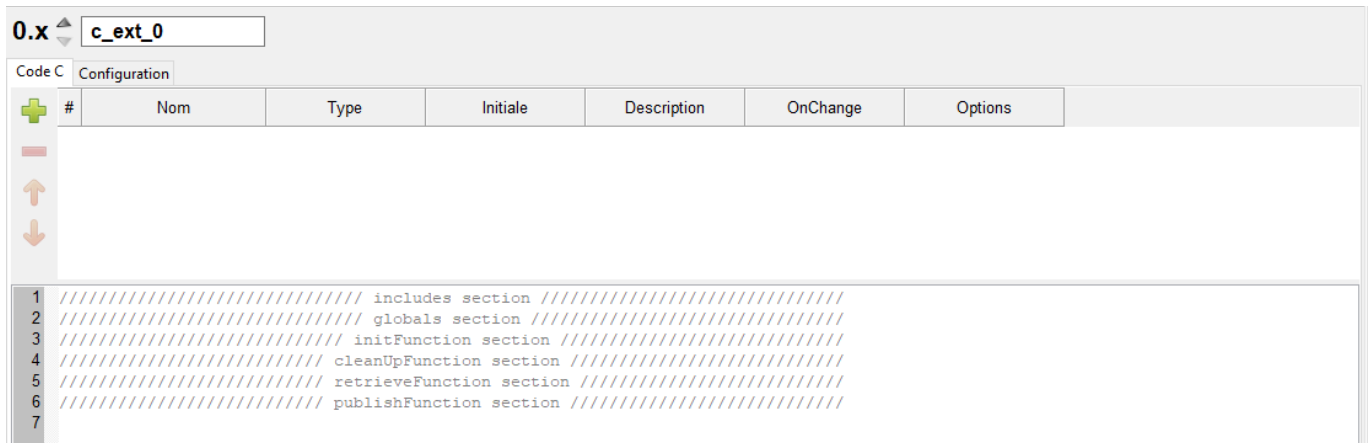 0.x c_ext_0
Code C Configuration
# Nom Type Initiale Description OnChange Options
1 /////////////////////////////// includes section ///////////////////////////////
2 /////////////////////////////// globals section ////////////////////////////////
3 ///////////////////////////// initFunction section /////////////////////////////
4 /////////////////////////// cleanUpFunction section ////////////////////////////
5 /////////////////////////// retrieveFunction section ///////////////////////////
6 /////////////////////////// publishFunction section ////////////////////////////
7